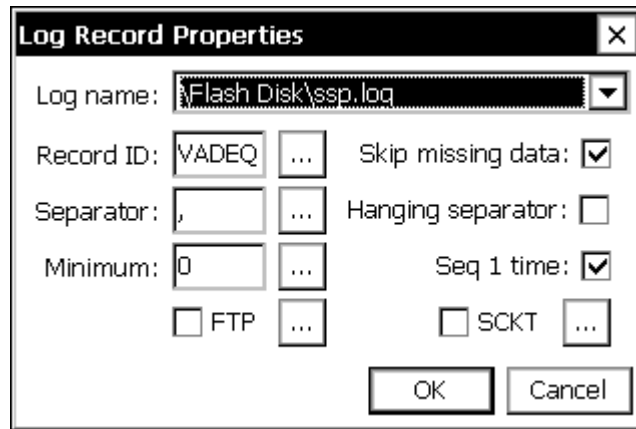 Log Record Properties
Log name: \Flash Disk\ssp.log
Record ID: VADEQ ... Skip missing data:
Separator: , ... Hanging separator:
Minimum: 0 ... Seq 1 time:
FTP ... SCKT ...
OK Cancel